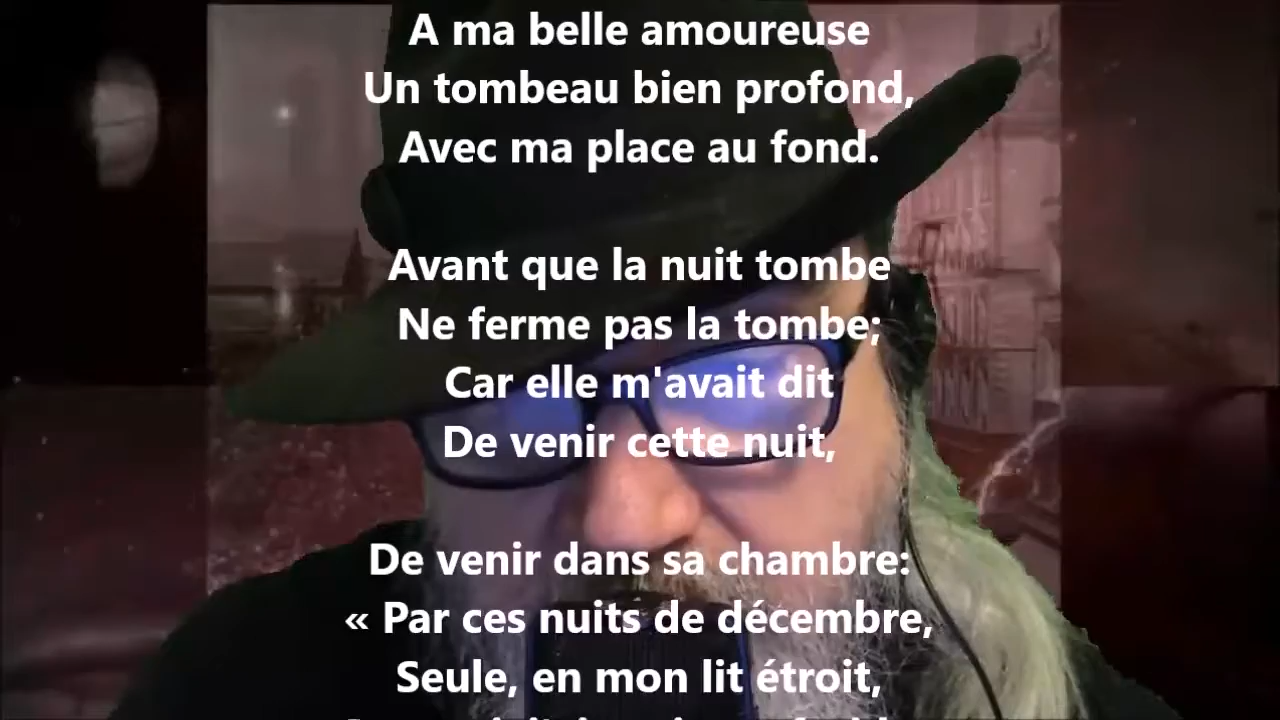 A ma belle amoureuse
Un tombeau bien profond,
Avec ma place au fond.
Avant que la nuit tombe
Ne ferme pas la tombe;
Car elle m'avait dit
De venir cette nuit,
De venir dans sa chambre:
« Par ces nuits de décembre,
Seule, en mon lit étroit,